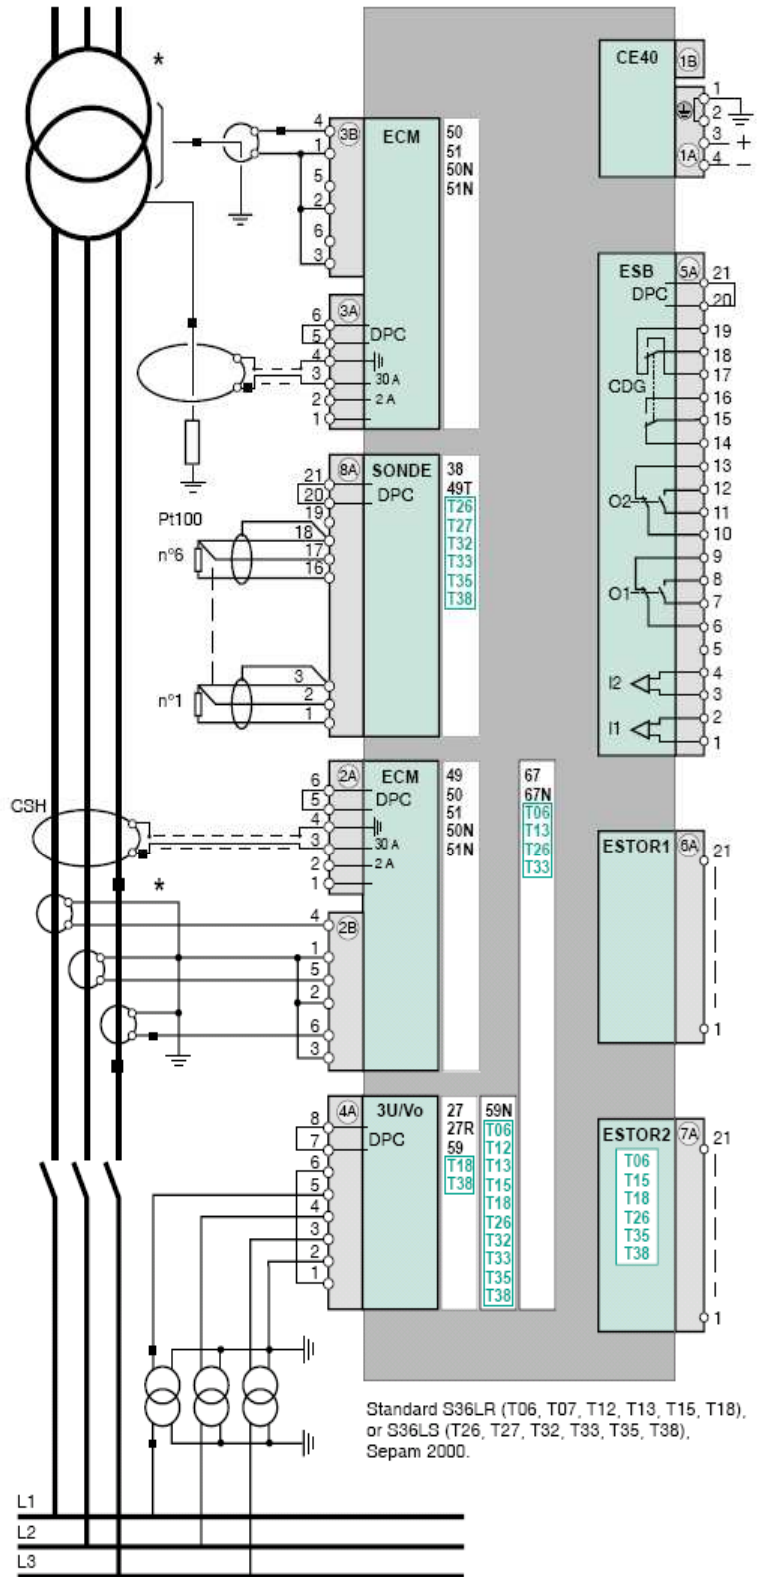 *
4
1
5
2
6
3
3B
ECM
50
51
50N
51N
CE40
1B
1
2
3 +
4 −
1A
6
5
4
3
2
1
3A
DPC
30 A
2 A
ESB
5A
DPC
21
20
19
18
17
CDG
16
15
14
13
O2
12
11
10
9
O1
8
7
6
5
I2
4
3
I1
2
1
21
20
19
18
17
16
8A
SONDE
DPC
38
49T
T26
T27
T32
T33
T35
T38
Pt100
n°6
n°1
3
2
1
CSH
6
5
4
3
2
1
2A
ECM
DPC
30 A
2 A
49
50
51
50N
51N
67
67N
T06
T13
T26
T33
*
4
1
5
2
6
3
2B
ESTOR1
6A
21
1
8
7
6
5
4
3
2
1
4A
3U/Vo
DPC
27
27R
59
T18
T38
59N
T06
T12
T13
T15
T18
T26
T32
T33
T35
T38
ESTOR2
7A
21
T06
T15
T18
T26
T35
T38
1
Standard S36LR (T06, T07, T12, T13, T15, T18),
or S36LS (T26, T27, T32, T33, T35, T38),
Sepam 2000.
L1
L2
L3